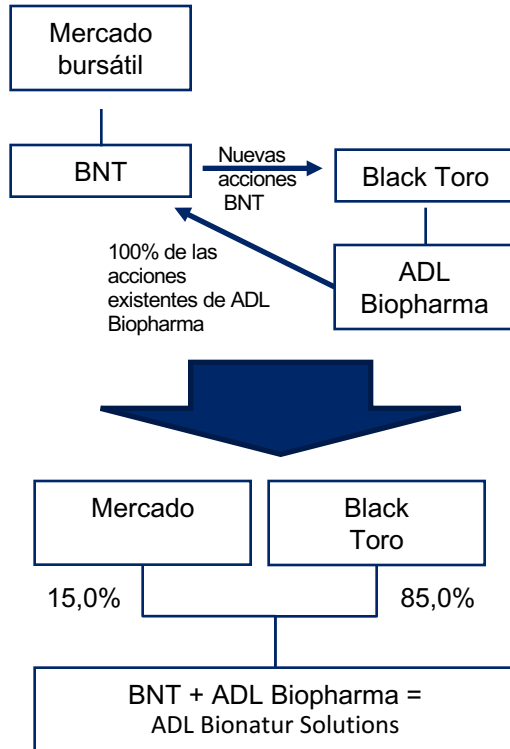 Mercado
bursátil
BNT
Nuevas
acciones
BNT
Black Toro
100% de las
acciones
existentes de ADL
Biopharma
ADL
Biopharma
Mercado
Black
Toro
15,0%
85,0%
BNT + ADL Biopharma =
ADL Bionatur Solutions